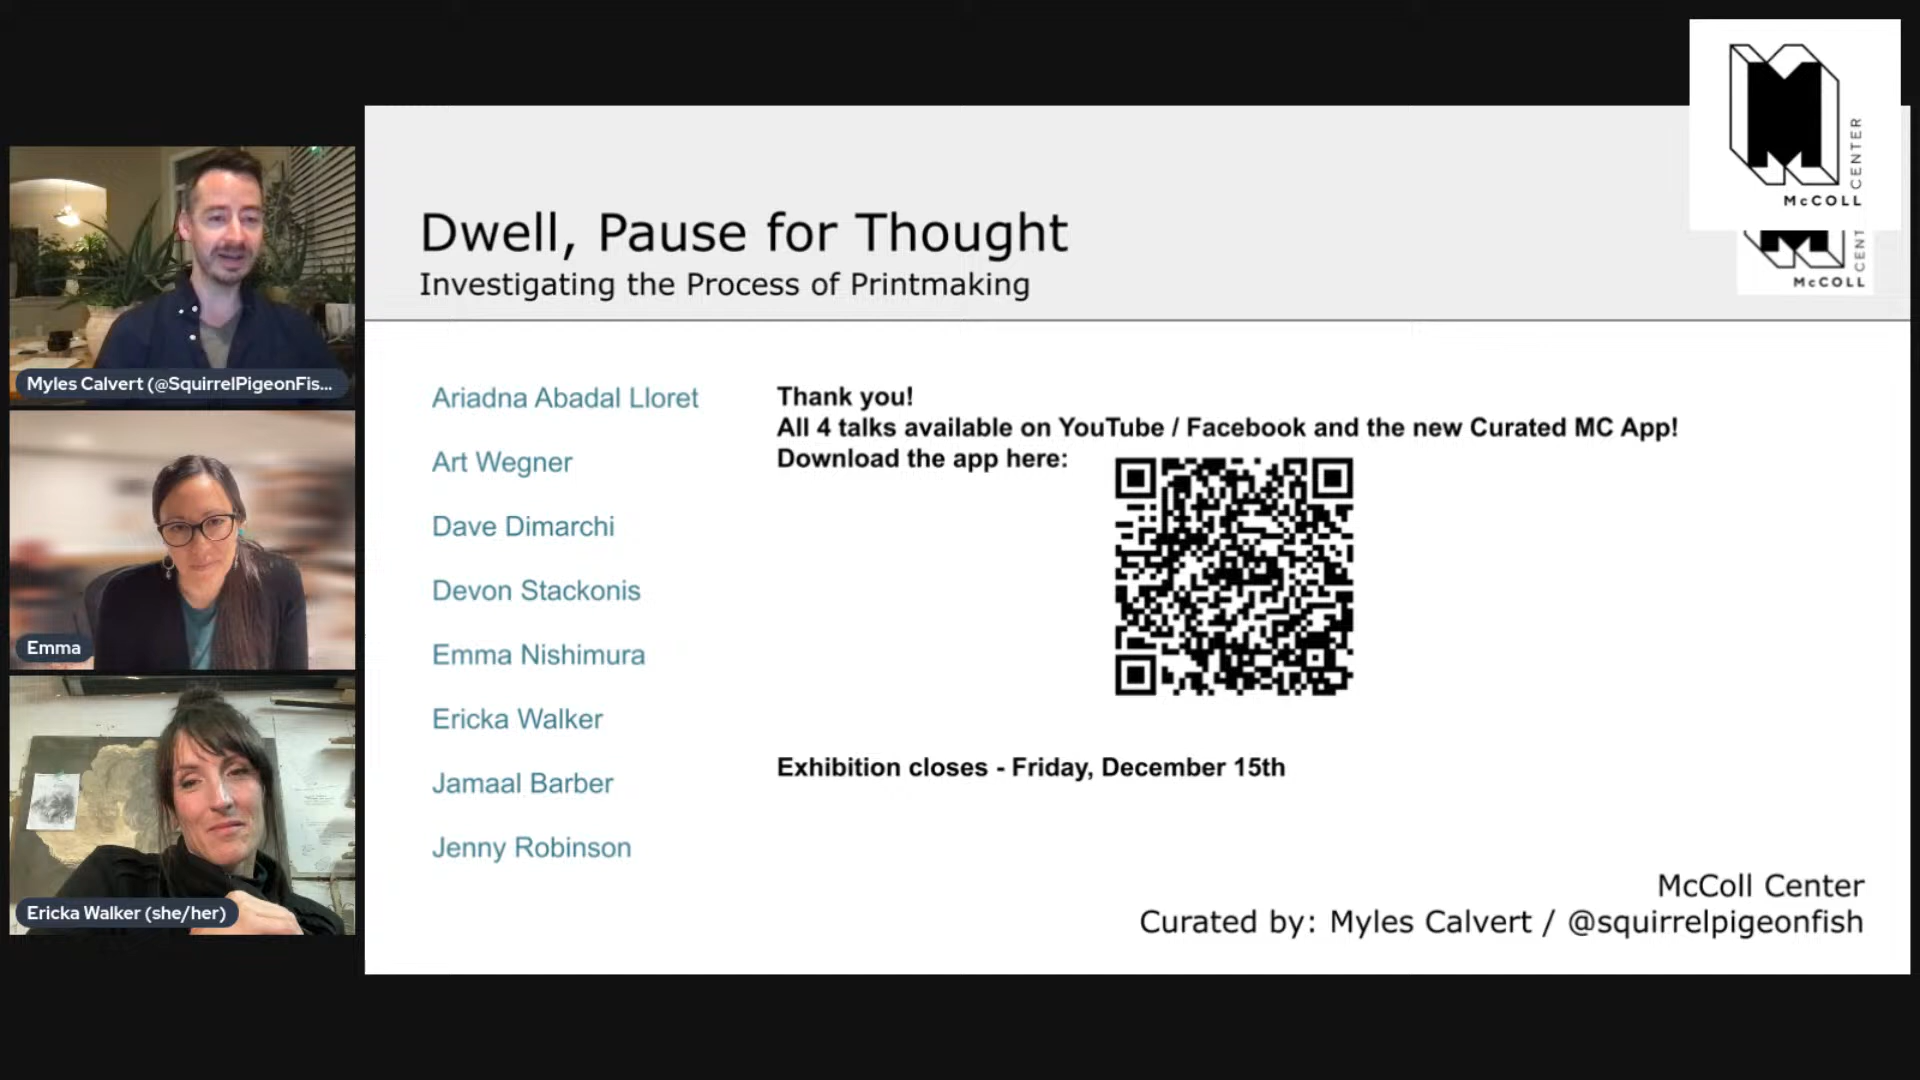 Myles Calvert (@SquirrelPigeonFis...
Emma
Ericka Walker (she/her)
McCOLL
CENTER
McCOLL
CENT
Dwell, Pause for Thought
Investigating the Process of Printmaking
Ariadna Abadal Lloret
Art Wegner
Dave Dimarchi
Devon Stackonis
Emma Nishimura
Ericka Walker
Jamaal Barber
Jenny Robinson
Thank you!
All 4 talks available on YouTube / Facebook and the new Curated MC App!
Download the app here:
Exhibition closes - Friday, December 15th
McColl Center
Curated by: Myles Calvert / @squirrelpigeonfish